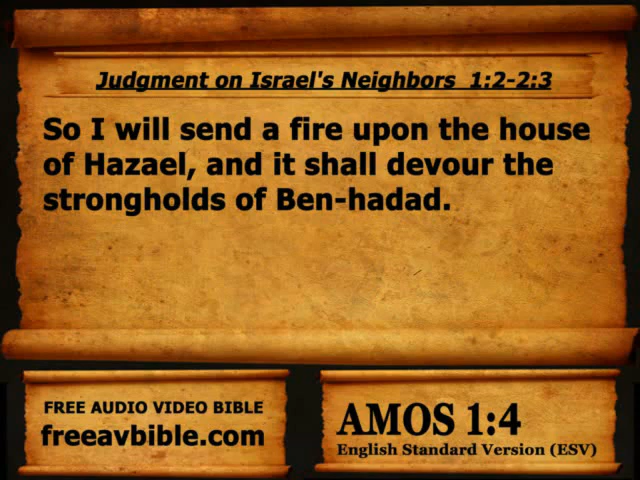 Judgment on Israel's Neighbors 1:2-2:3
So I will send a fire upon the house
of Hazael, and it shall devour the
strongholds of Ben-hadad.
FREE AUDIO VIDEO BIBLE
freeavbible.com
AMOS 1:4
English Standard Version (ESV)